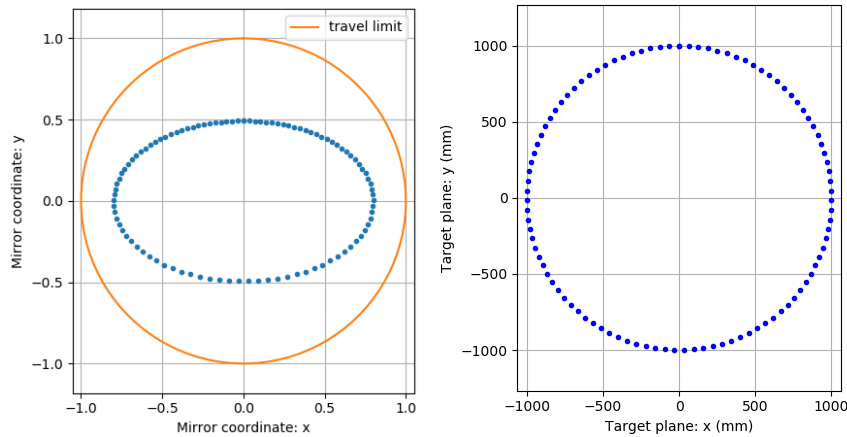 travel limit
1.0
0.5
0.0
−0.5
−1.0
Mirror coordinate: y
−1.0 −0.5 0.0 0.5 1.0
Mirror coordinate: x
1000
500
0
−500
−1000
Target plane: y (mm)
−1000 −500 0 500 1000
Target plane: x (mm)